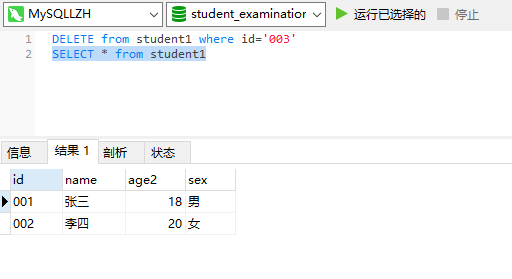 MySQLLZH student_examination 运行已选择的 停止
1 DELETE from student1 where id='003'
2 SELECT * from student1
信息 结果 1 剖析 状态
id name age2 sex
001 张三 18 男
002 李四 20 女